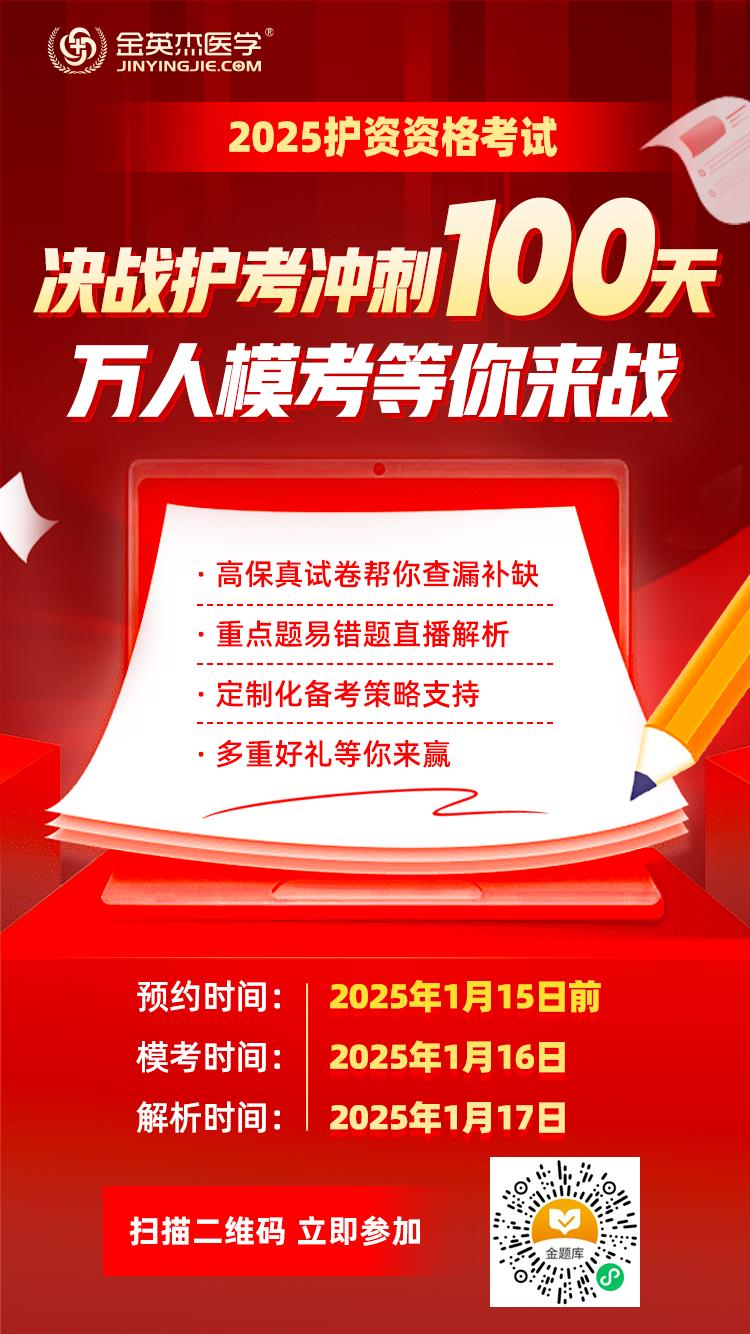 金英杰医学®
JINYINGJIE.COM
2025护资资格考试
决战护考冲刺100天
万人模考等你来战
· 高保真试卷帮你查漏补缺
· 重点题易错题直播解析
· 定制化备考策略支持
· 多重好礼等你来赢
预约时间： 2025年1月15日前
模考时间： 2025年1月16日
解析时间： 2025年1月17日
扫描二维码 立即参加
金题库